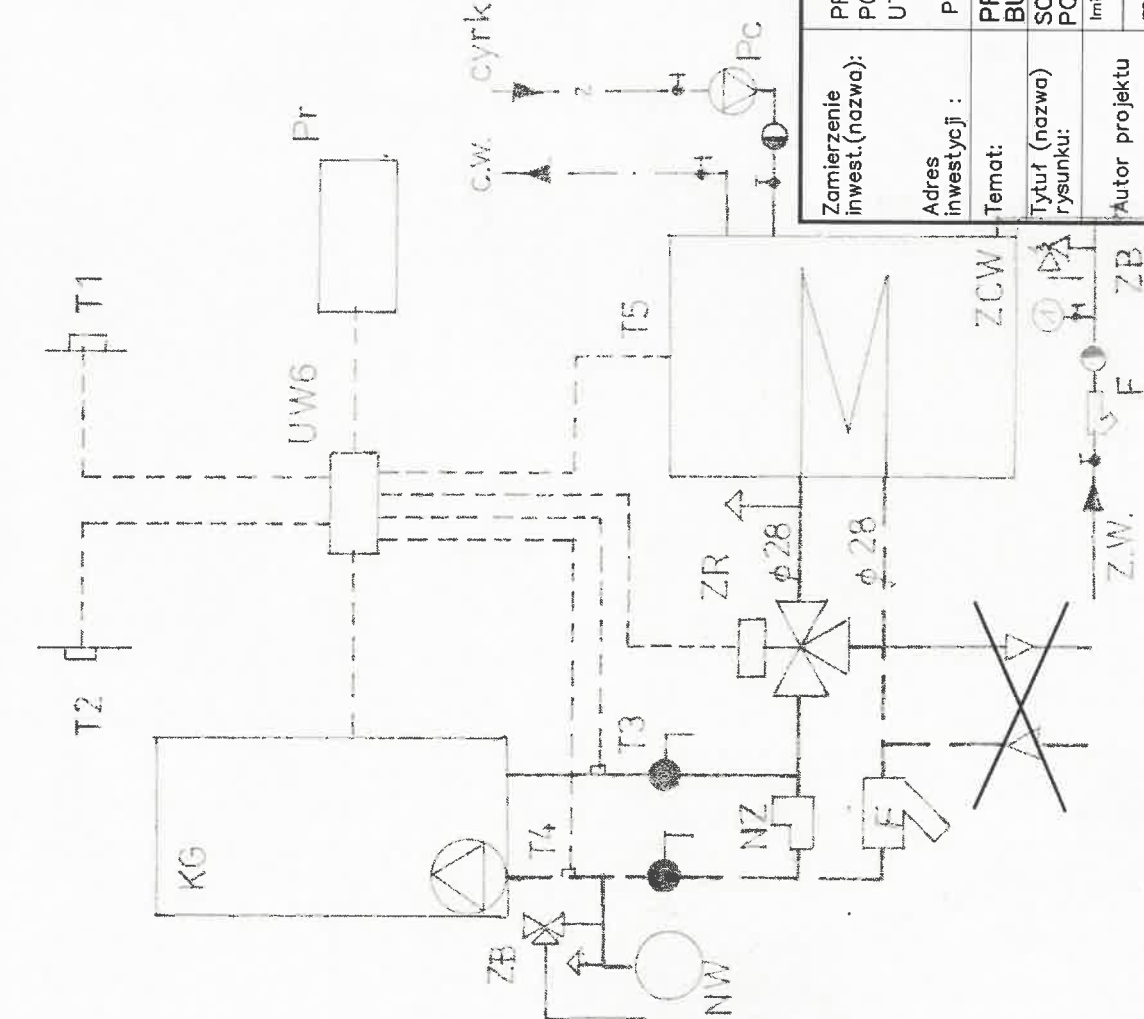 cyrk
Pc
c.w.
Pr
T1
UW6
T5
ZCW
T2
ZR
ϕ 28
ϕ 28
T3
T4
KG
NZ
F
ZB
NW
Z.W.
F
ZB
Zamierzenie
inwest.(nazwa):
Adres
inwestycji :
Temat:
Tytuł (nazwa)
rysunku:
Autor projektu